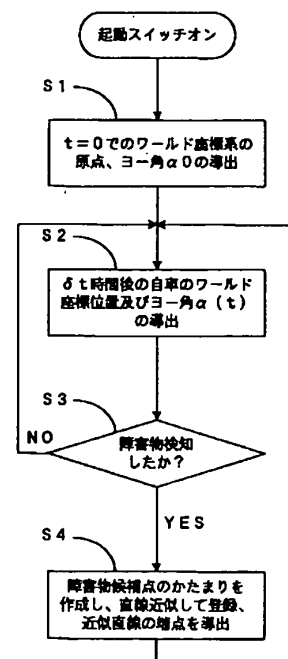 起動スイッチオン
S1
t=0でのワールド座標系の
原点、ヨー角α0の導出
S2
δt時間後の自車のワールド
座標位置及びヨー角α(t)
の導出
S3
NO
障害物検知
したか?
YES
S4
障害物候補点のかたまりを
作成し、直線近似して登録、
近似直線の端点を導出